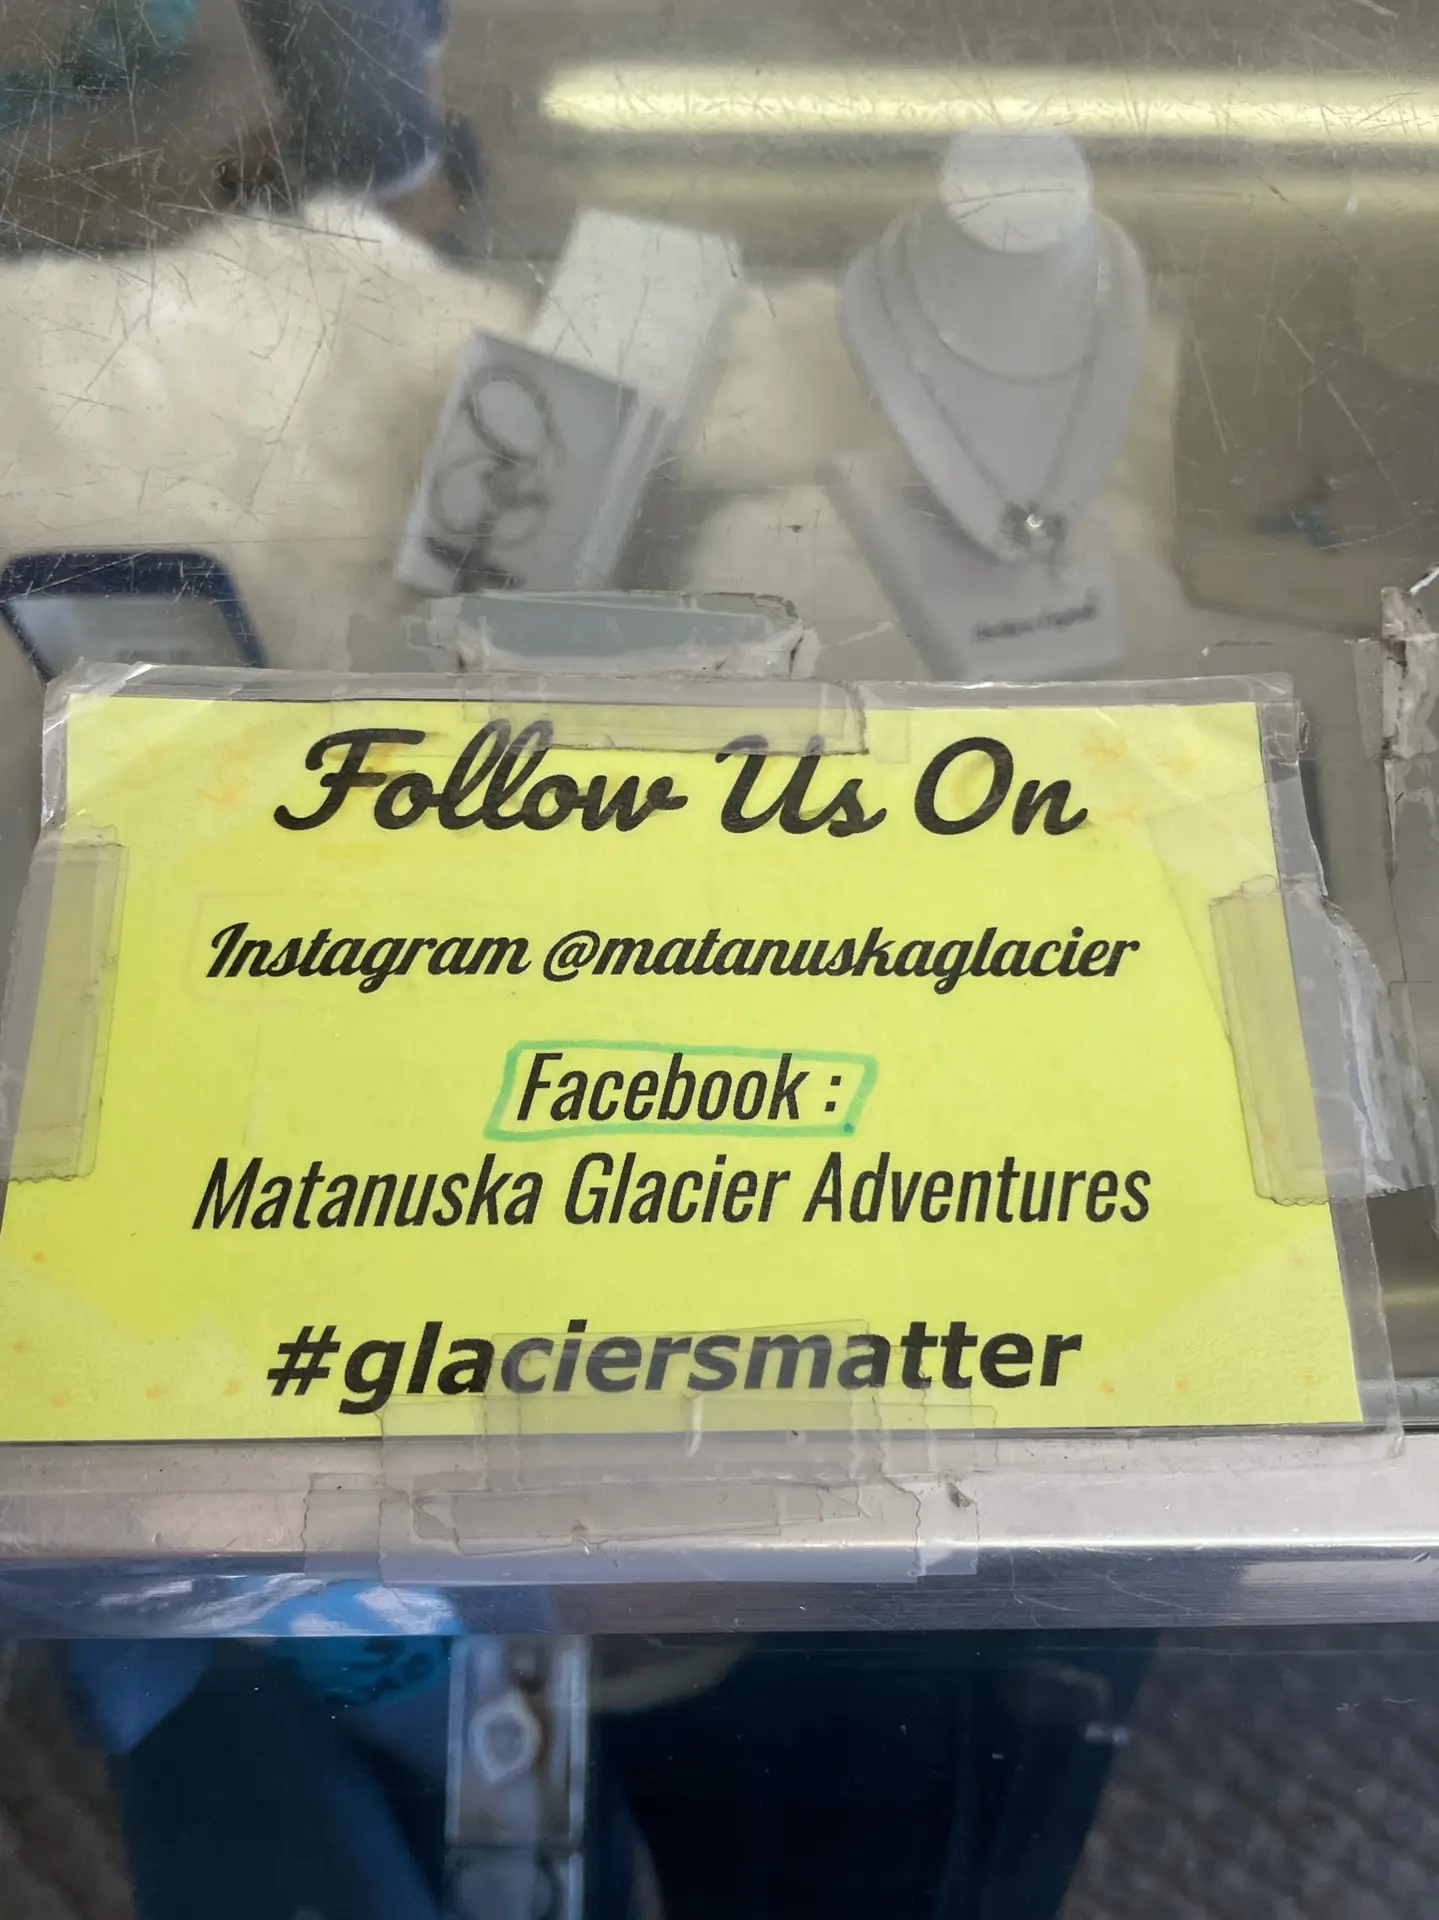 Follow Us On
Instagram @matanuskaglacier
Facebook :
Matanuska Glacier Adventures
#glaciersmatter